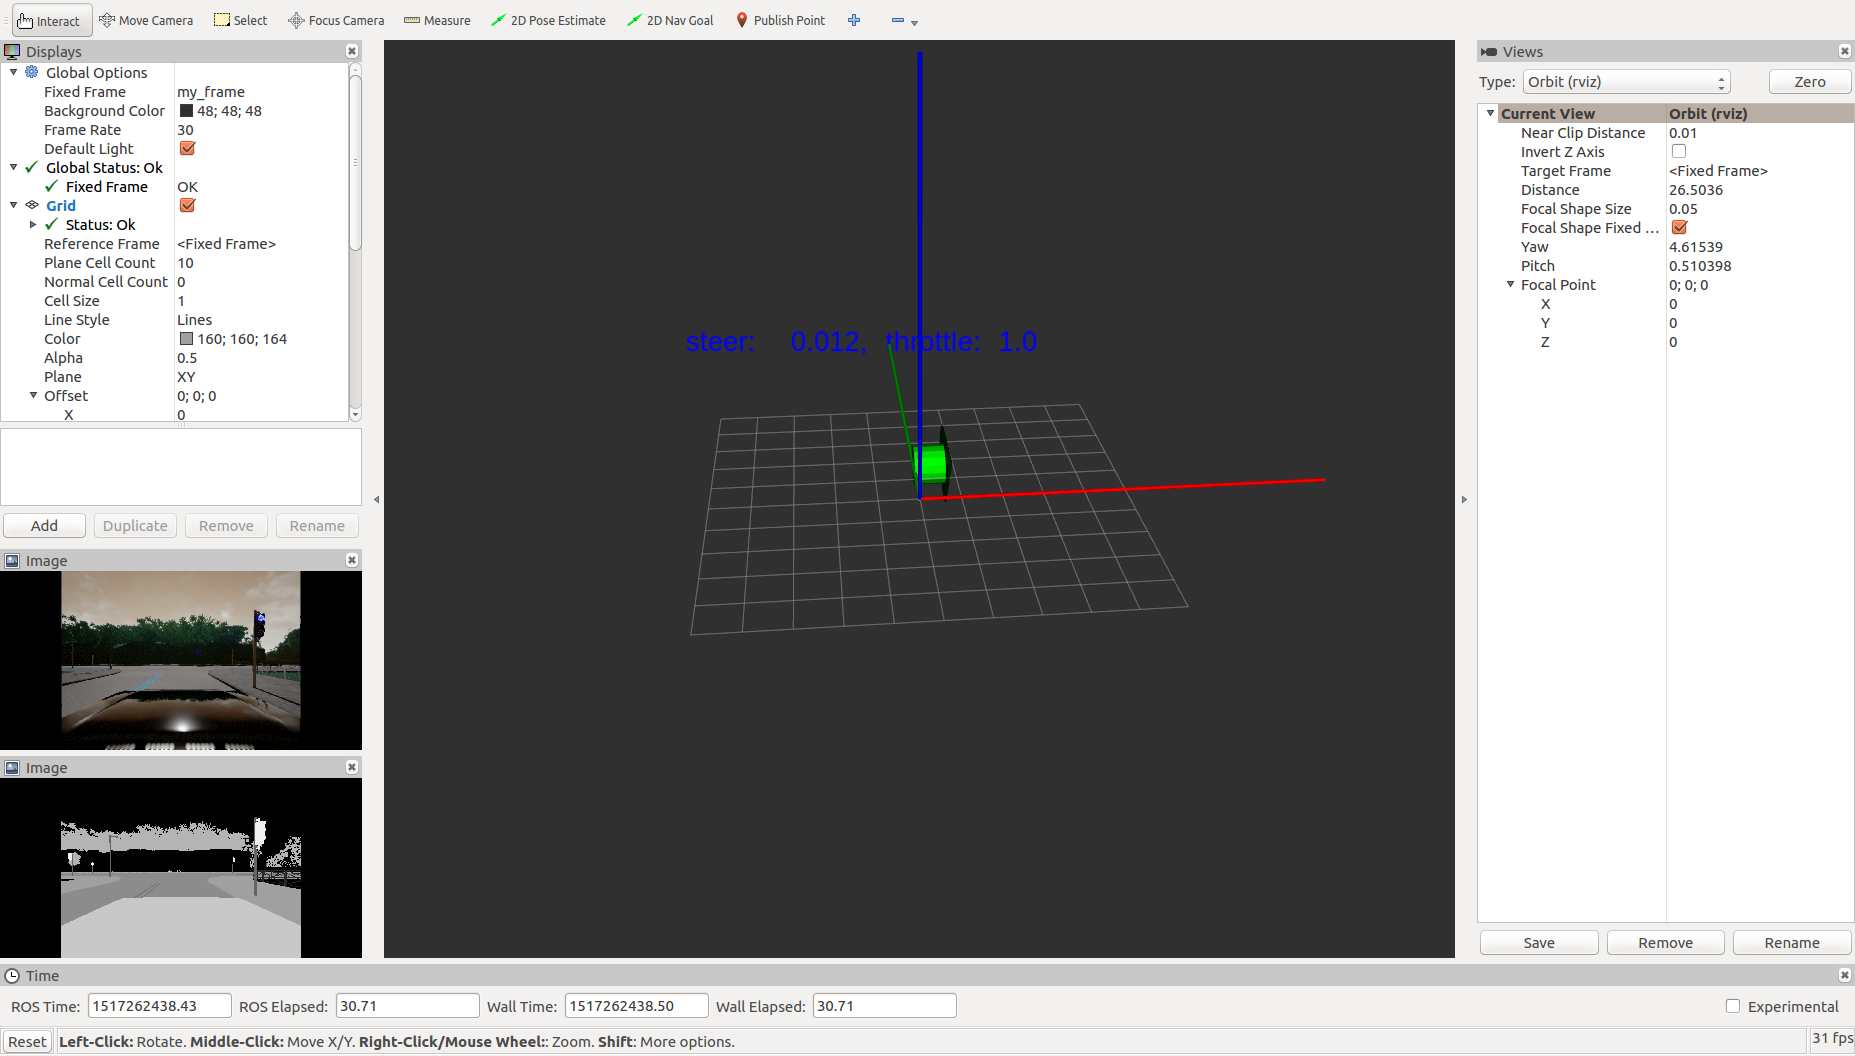 Interact Move Camera Select Focus Camera Measure 2D Pose Estimate 2D Nav Goal Publish Point
Displays
Global Options
Fixed Frame my_frame
Background Color 48; 48; 48
Frame Rate 30
Default Light
Global Status: Ok
Fixed Frame OK
Grid
Status: Ok
Reference Frame <Fixed Frame>
Plane Cell Count 10
Normal Cell Count 0
Cell Size 1
Line Style Lines
Color 160; 160; 164
Alpha 0.5
Plane XY
Offset 0; 0; 0
X 0
Add Duplicate Remove Rename
Image
Image
steer: 0.012, throttle: 1.0
Views
Type: Orbit (rviz) Zero
Current View Orbit (rviz)
Near Clip Distance 0.01
Invert Z Axis
Target Frame <Fixed Frame>
Distance 26.5036
Focal Shape Size 0.05
Focal Shape Fixed ...
Yaw 4.61539
Pitch 0.510398
Focal Point 0; 0; 0
X 0
Y 0
Z 0
Save Remove Rename
Time
ROS Time: 1517262438.43 ROS Elapsed: 30.71 Wall Time: 1517262438.50 Wall Elapsed: 30.71 Experimental
Reset Left-Click: Rotate. Middle-Click: Move X/Y. Right-Click/Mouse Wheel:: Zoom. Shift: More options. 31 fps